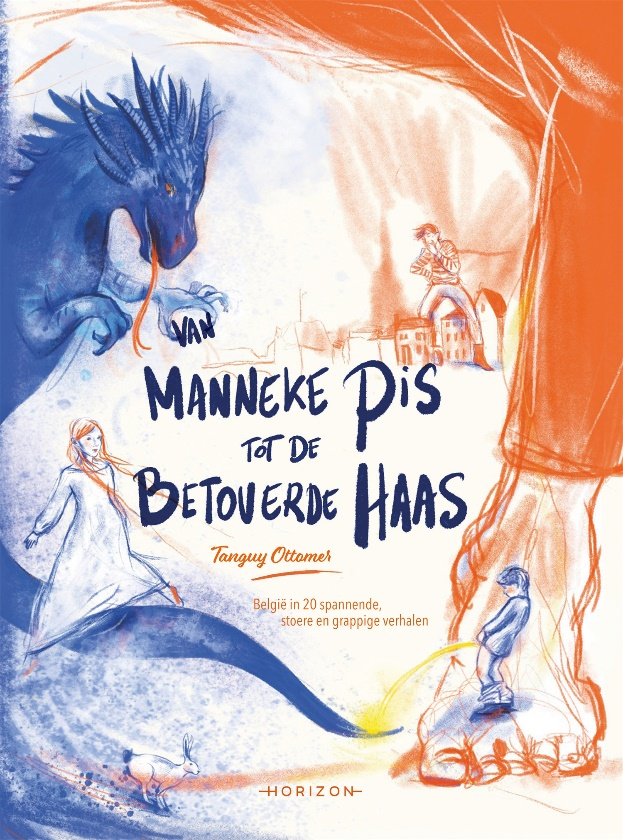 VAN
MANNEKE PIS
TOT DE
BETOVERDE HAAS
Tanguy Ottomer
België in 20 spannende,
stoere en grappige verhalen
HORIZON